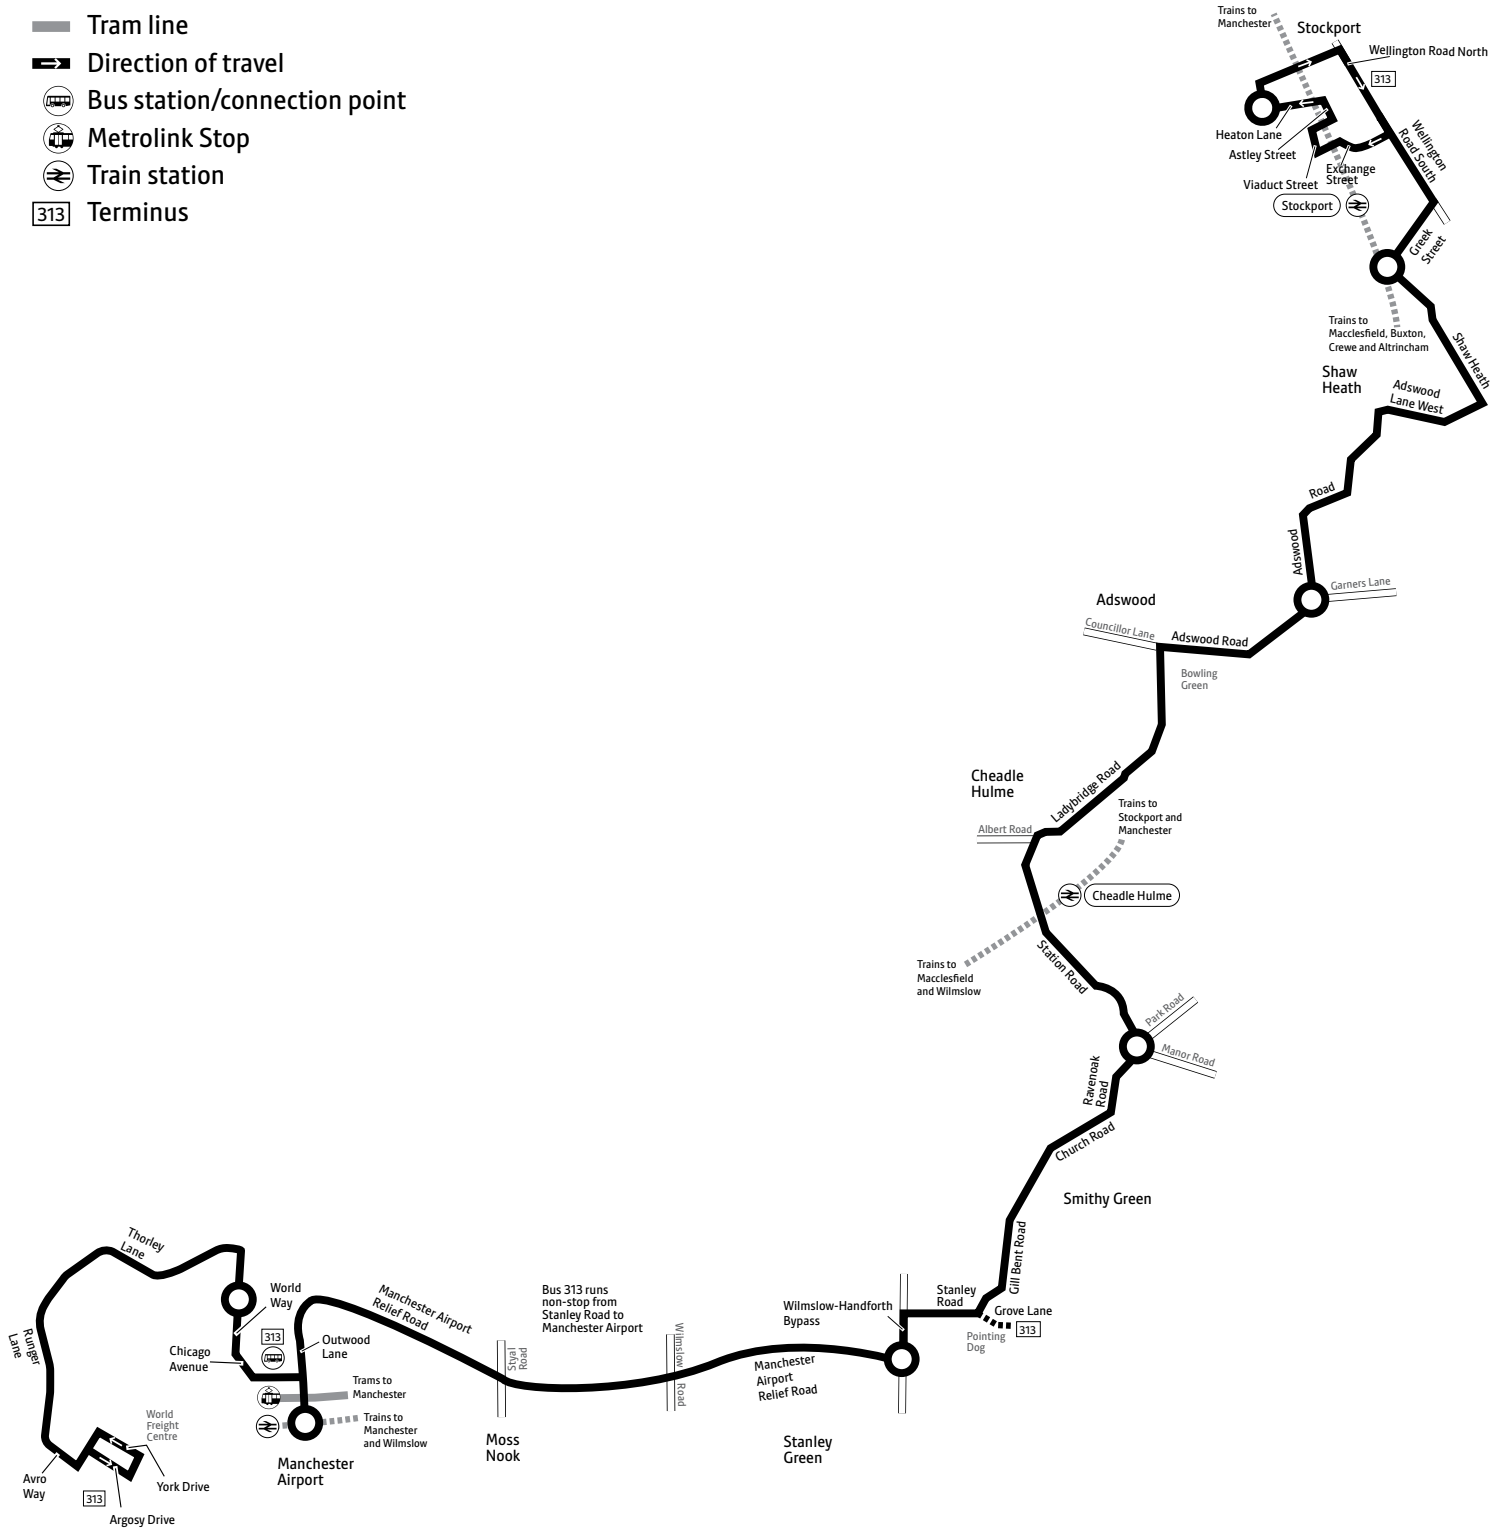 Tram line
Direction of travel
Bus station/connection point
Metrolink Stop
Train station
313 Terminus
Trains to
Manchester
Stockport
Wellington Road North
313
Heaton Lane
Astley Street
Viaduct Street
Exchange
Street
Wellington
Road South
Stockport
Greek
Street
Trains to
Macclesfield, Buxton,
Crewe and Altrincham
Shaw Heath
Shaw
Heath
Adswood
Lane West
Road
Adswood
Garners Lane
Adswood
Councillor Lane
Adswood Road
Bowling
Green
Cheadle
Hulme
Ladybridge Road
Trains to
Stockport and
Manchester
Albert Road
Cheadle Hulme
Trains to
Macclesfield
and Wilmslow
Station Road
Park Road
Manor Road
Ravenoak
Road
Church Road
Smithy Green
Gill Bent Road
Stanley
Road
Grove Lane
313
Pointing
Dog
Wilmslow-Handforth
Bypass
Bus 313 runs
non-stop from
Stanley Road to
Manchester Airport
Wilmslow Road
Manchester
Airport
Relief Road
Stanley
Green
Styal
Road
Moss
Nook
Manchester Airport
Relief Road
Thorley
Lane
World
Way
313
Outwood
Lane
Chicago
Avenue
Trams to
Manchester
Trains to
Manchester
and Wilmslow
Manchester
Airport
Runger
Lane
World
Freight
Centre
Avro
Way
York Drive
313
Argosy Drive